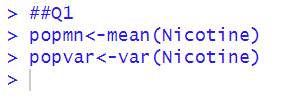 > ##Q1
> popmn<-mean(Nicotine)
> popvar<-var(Nicotine)
>